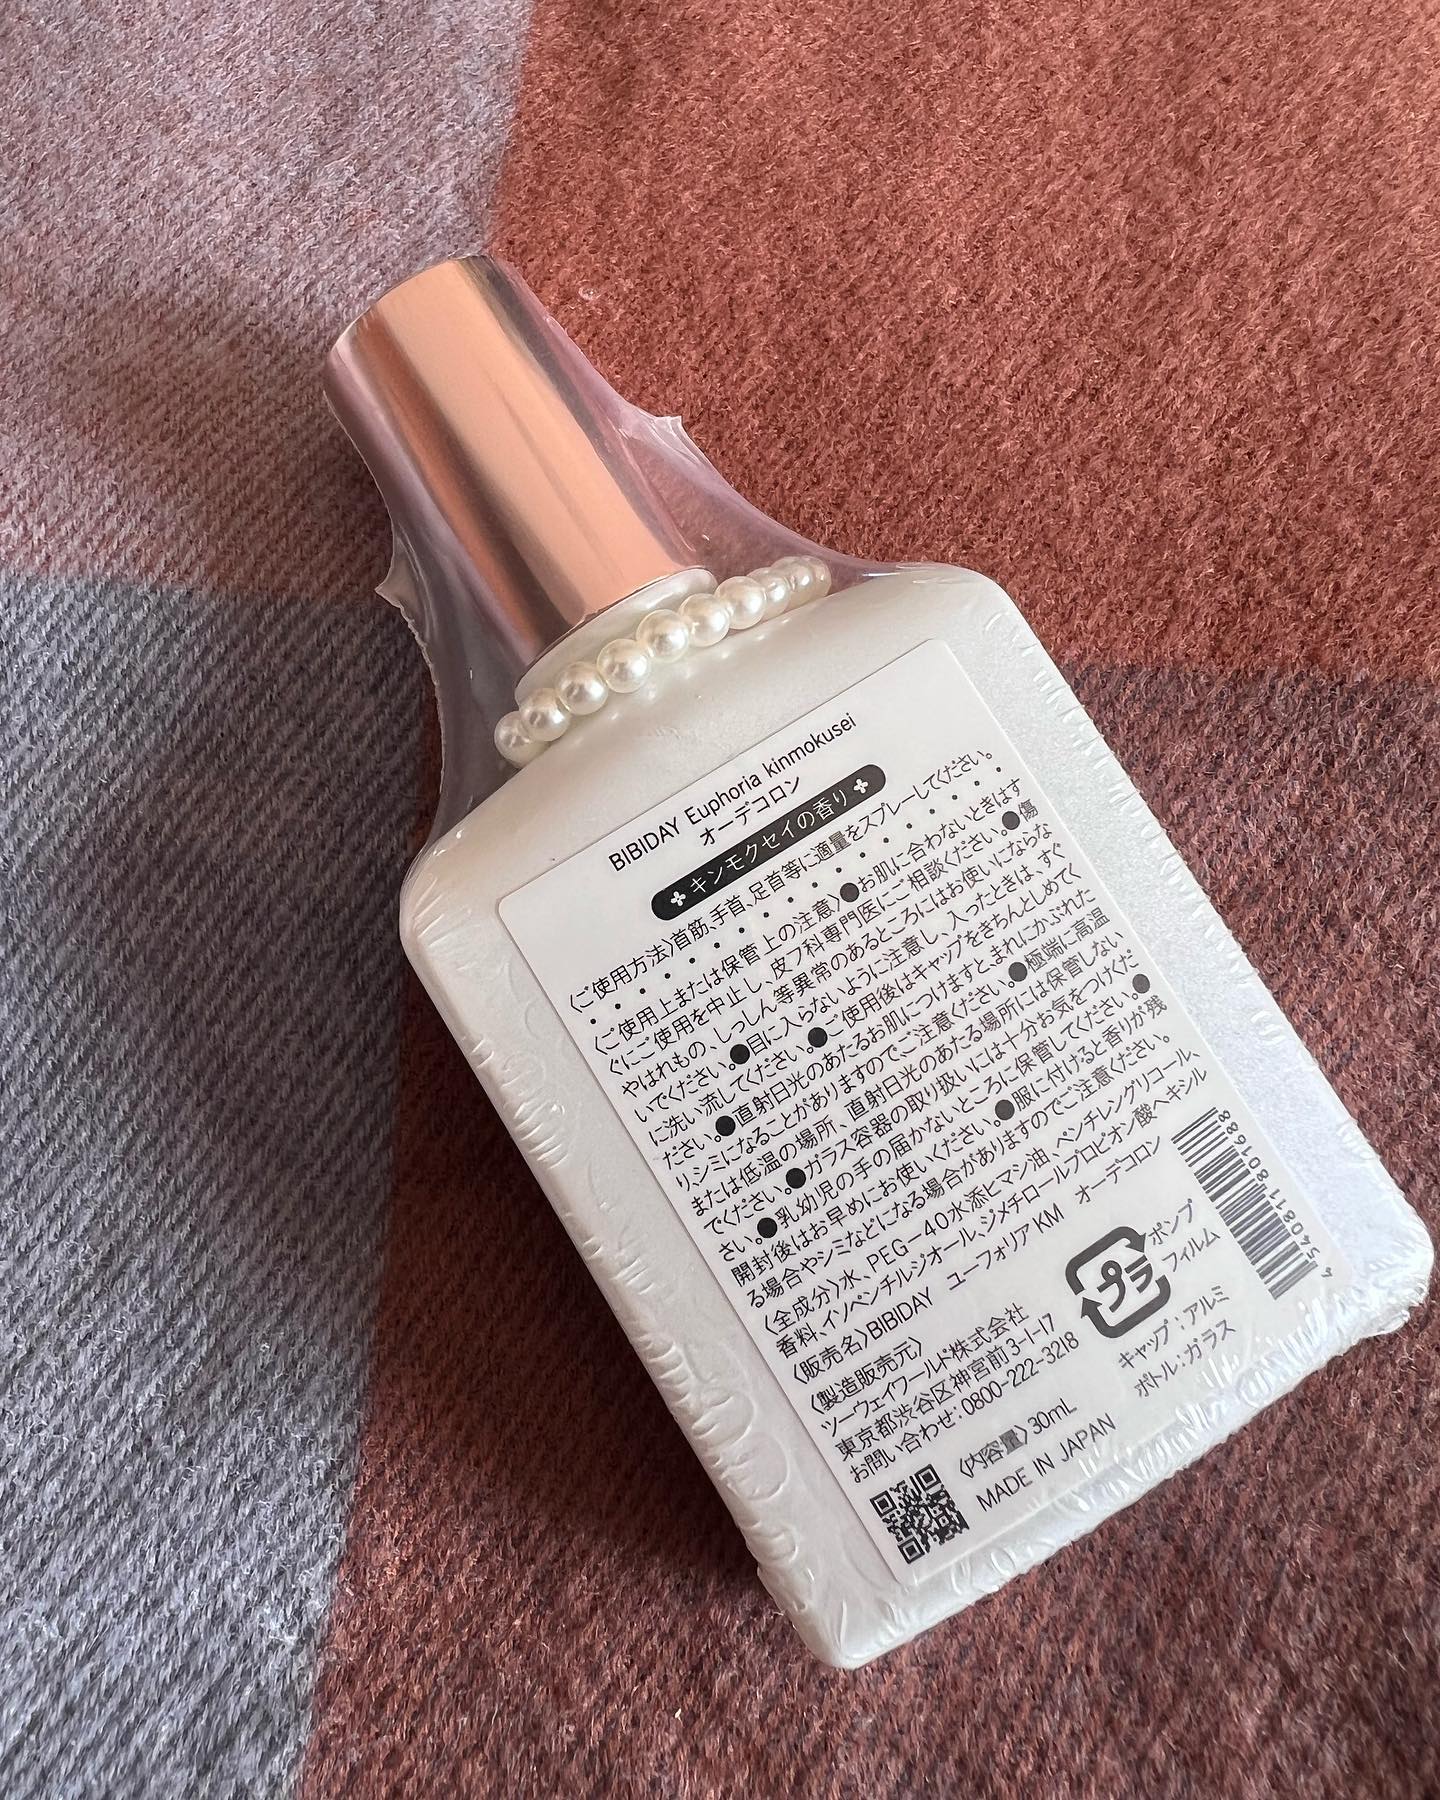 BIBIDAY Euphoria kinmokusei
オーデコロン
キンモクセイの香り
〈ご使用方法〉首筋、手首、足首等に適量をスプレーしてください。
〈ご使用上または保管上の注意〉●お肌に合わないときはす
ぐにご使用を中止し、皮フ科専門医にご相談ください。●傷
やはれもの、しっしん等異常のあるところにはお使いにならな
いでください。●目に入らないように注意し、入ったときは、すぐ
に洗い流してください。●ご使用後はキャップをきちんとしめてく
ださい。●直射日光のあたるお肌につけますと、まれにかぶれた
り、シミになることがありますのでご注意ください。●極端に高温
または低温の場所、直射日光のあたる場所には保管しない
でください。●ガラス容器の取り扱いには十分お気をつけくだ
さい。●乳幼児の手の届かないところに保管してください。●
開封後はお早めにお使いください。●服に付けると香りが残
る場合やシミなどになる場合がありますのでご注意ください。
〈全成分〉水、PEG-40水添ヒマシ油、ペンチレングリコール、
香料、イソペンチルジオール、ジメチロールプロピオン酸ヘキシル
〈販売名〉BIBIDAY ユーフォリア KM オーデコロン
〈製造販売元〉
ツーウェイワールド株式会社
東京都渋谷区神宮前3-1-17
お問い合わせ:0800-222-3218
〈内容量〉30mL
MADE IN JAPAN
プラ
ポンプ
フィルム
キャップ:アルミ
ボトル:ガラス
4 540811 801688